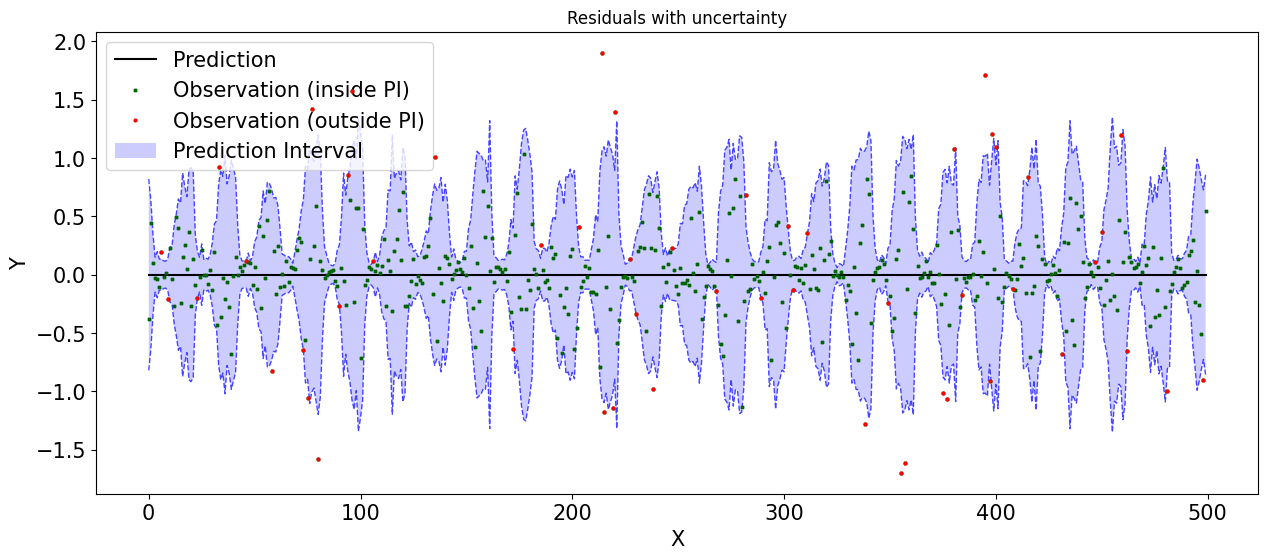 Residuals with uncertainty
Prediction
Observation (inside PI)
Observation (outside PI)
Prediction Interval
2.0
1.5
1.0
0.5
0.0
−0.5
−1.0
−1.5
Y
0 100 200 300 400 500
X